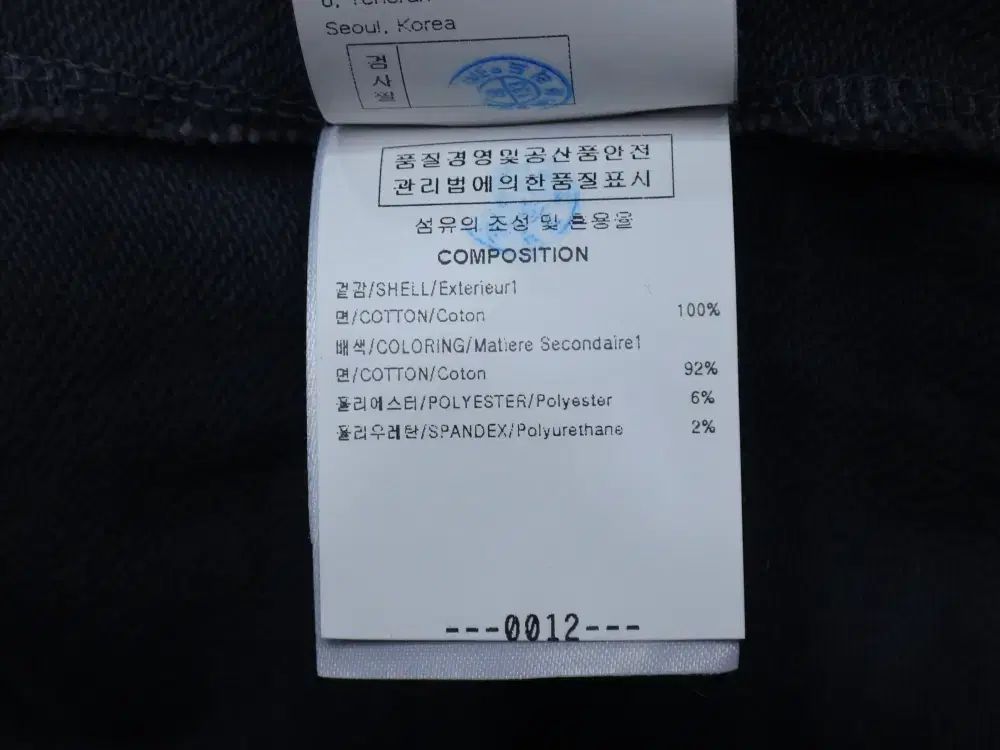 Seoul, Korea
검사필
품질경영및공산품안전
관리법에의한품질표시
섬유의 조성 및 혼용율
COMPOSITION
겉감/SHELL/Exterieur1
면/COTTON/Coton 100%
배색/COLORING/Matiere Secondaire1
면/COTTON/Coton 92%
폴리에스터/POLYESTER/Polyester 6%
폴리우레탄/SPANDEX/Polyurethane 2%
---0012---